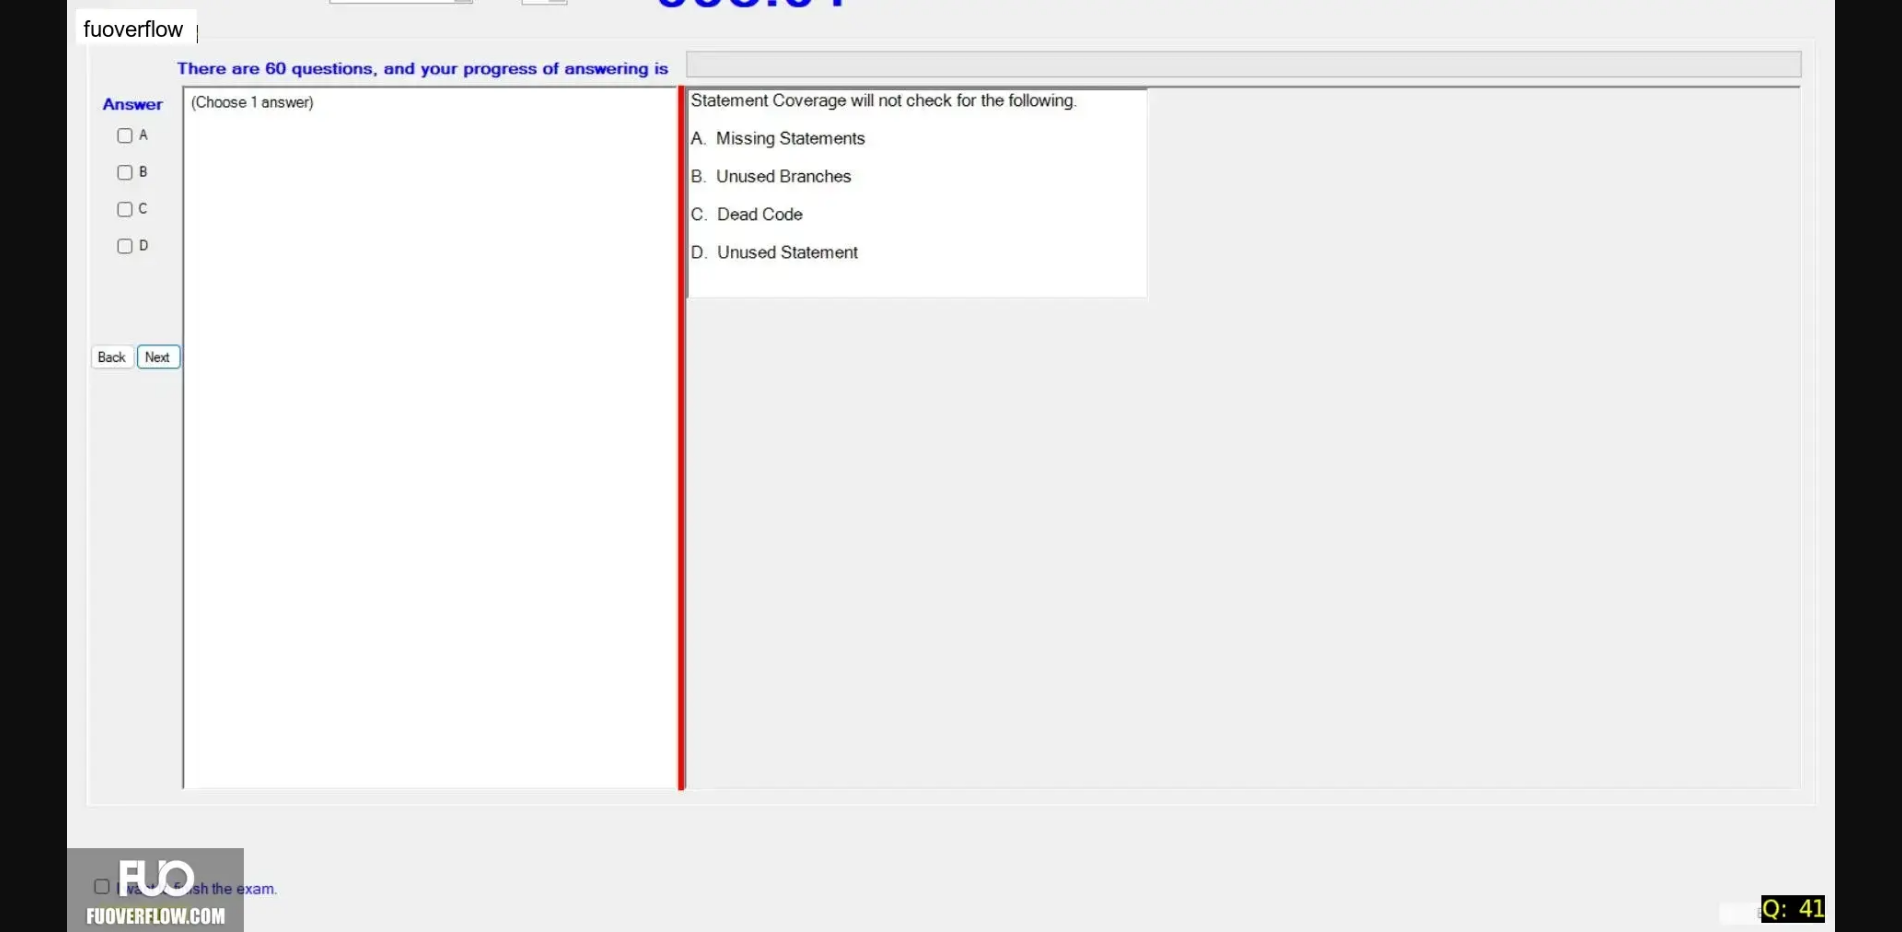 fuoverflow
There are 60 questions, and your progress of answering is
Answer
(Choose 1 answer)
A
B
C
D
Back
Next
Statement Coverage will not check for the following.
A. Missing Statements
B. Unused Branches
C. Dead Code
D. Unused Statement
I want finish the exam.
FUO
FUOVERFLOW.COM
Q: 41